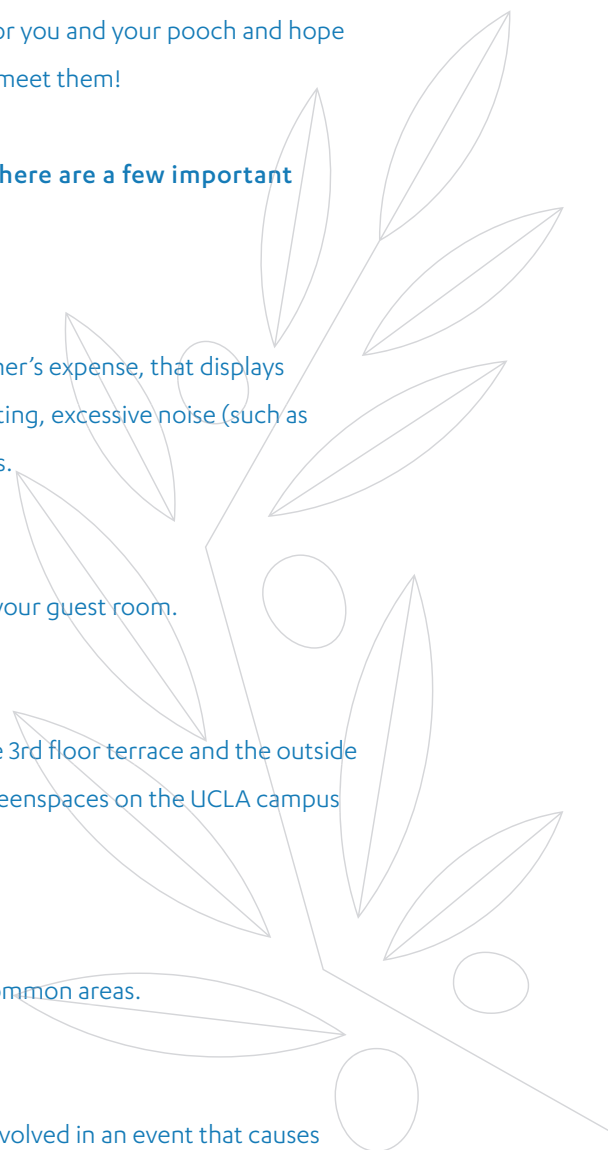 or you and your pooch and hope
meet them!
here are a few important
ner’s expense, that displays
ting, excessive noise (such as
s.
your guest room.
e 3rd floor terrace and the outside
eenspaces on the UCLA campus
mmon areas.
volved in an event that causes